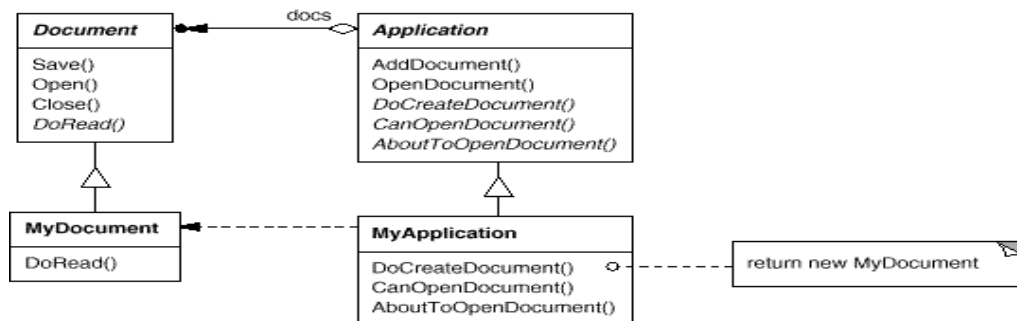 docs
Document
Save()
Open()
Close()
DoRead()
Application
AddDocument()
OpenDocument()
DoCreateDocument()
CanOpenDocument()
AboutToOpenDocument()
MyDocument
DoRead()
MyApplication
DoCreateDocument()
CanOpenDocument()
AboutToOpenDocument()
return new MyDocument